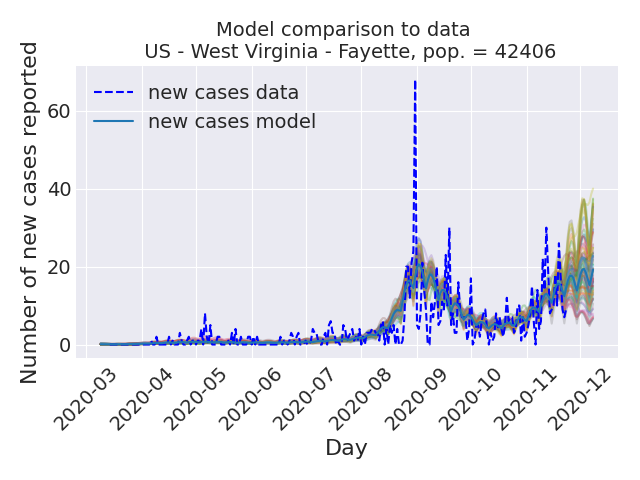 Model comparison to data
US - West Virginia - Fayette, pop. = 42406
Number of new cases reported
60
40
20
0
new cases data
new cases model
2020-03
2020-04
2020-05
2020-06
2020-07
2020-08
2020-09
2020-10
2020-11
2020-12
Day